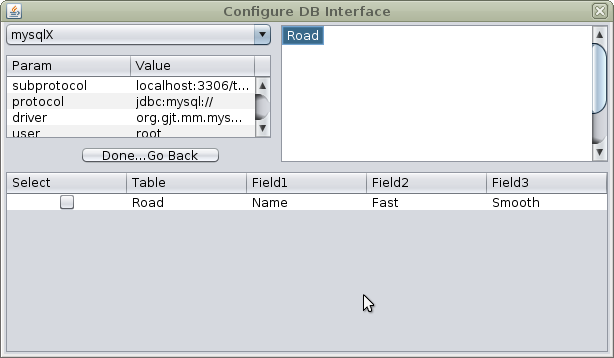 Configure DB Interface
mysqlX
Road
Param Value
subprotocol localhost:3306/t...
protocol jdbc:mysql://
driver org.gjt.mm.mys...
user root
Done...Go Back
Select Table Field1 Field2 Field3
Road Name Fast Smooth